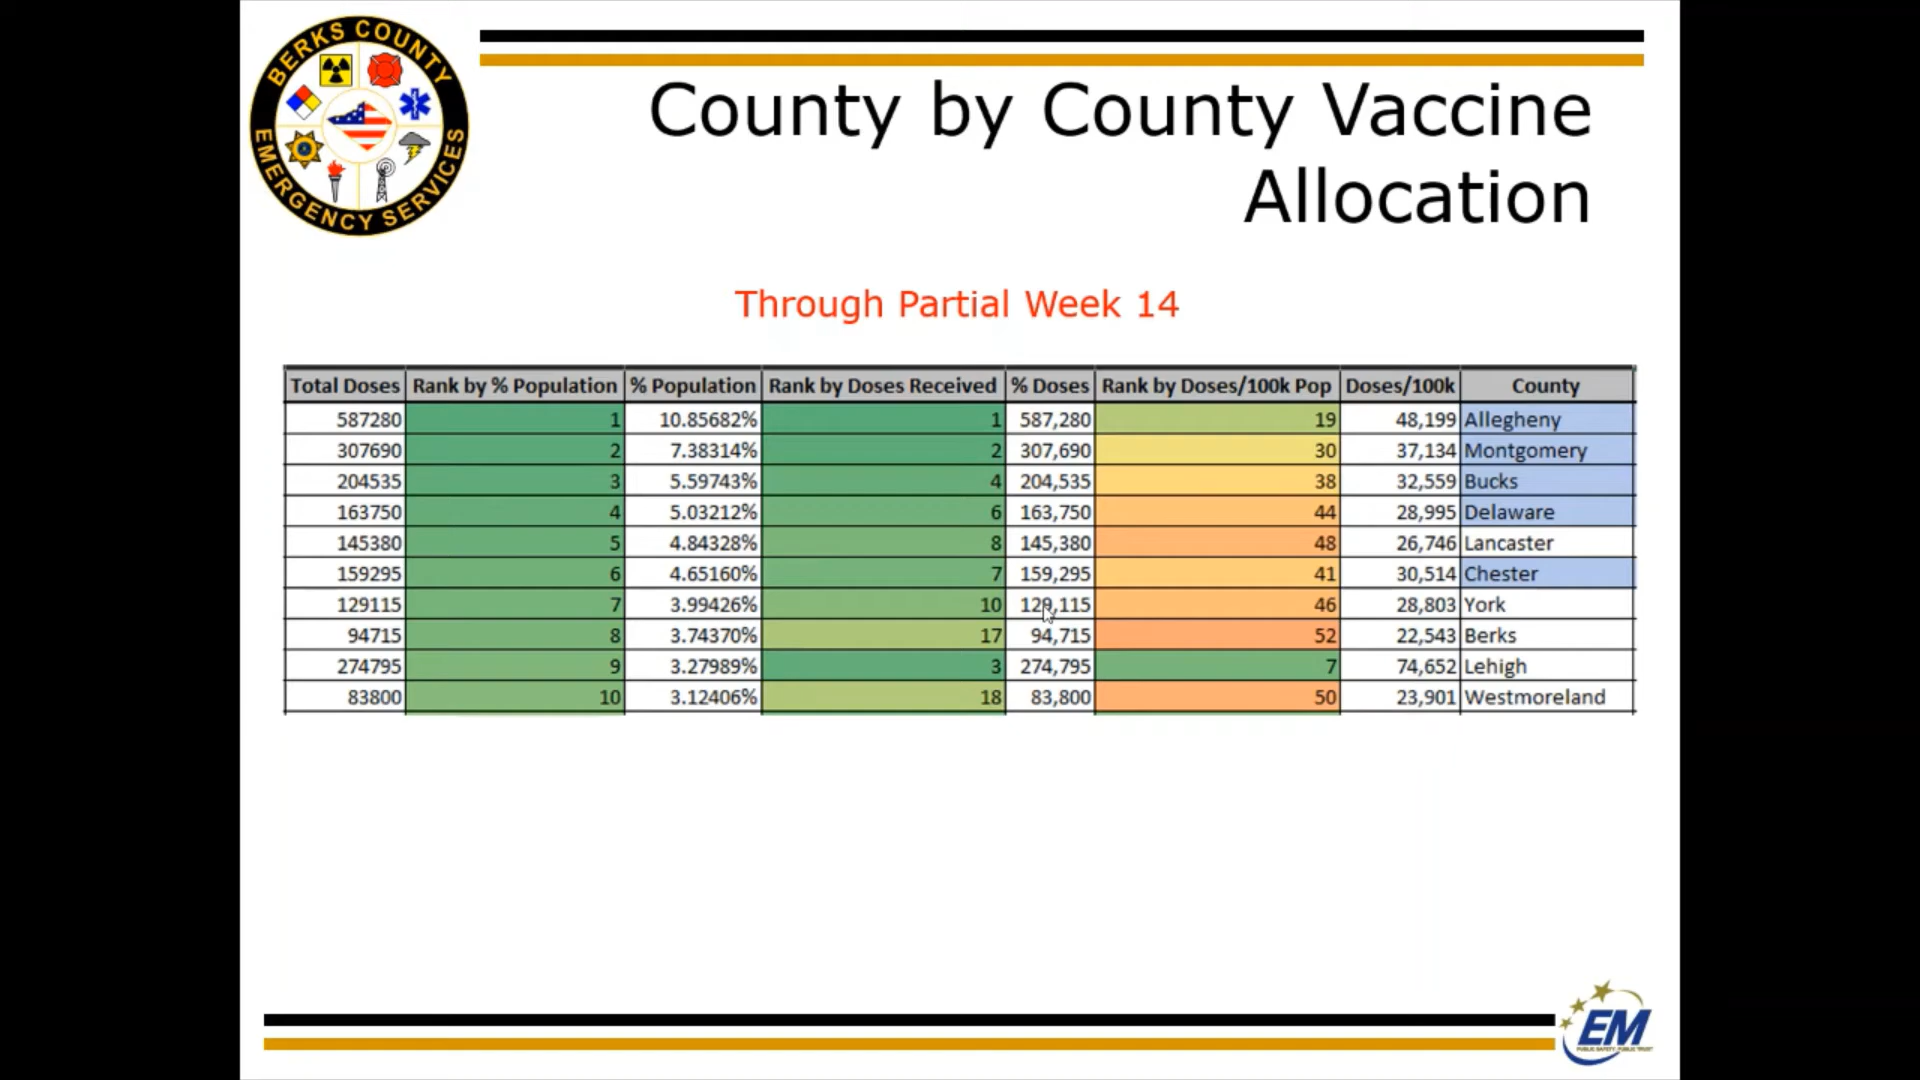 BERKS COUNTY
EMERGENCY SERVICES
County by County Vaccine
Allocation
Through Partial Week 14
Total Doses Rank by % Population % Population Rank by Doses Received % Doses Rank by Doses/100k Pop Doses/100k County
587280 1 10.85682% 1 587,280 19 48,199 Allegheny
307690 2 7.38314% 2 307,690 30 37,134 Montgomery
204535 3 5.59743% 4 204,535 38 32,559 Bucks
163750 4 5.03212% 6 163,750 44 28,995 Delaware
145380 5 4.84328% 8 145,380 48 26,746 Lancaster
159295 6 4.65160% 7 159,295 41 30,514 Chester
129115 7 3.99426% 10 129,115 46 28,803 York
94715 8 3.74370% 17 94,715 52 22,543 Berks
274795 9 3.27989% 3 274,795 7 74,652 Lehigh
83800 10 3.12406% 18 83,800 50 23,901 Westmoreland
EM
PUBLIC SAFETY, PUBLIC TRUST